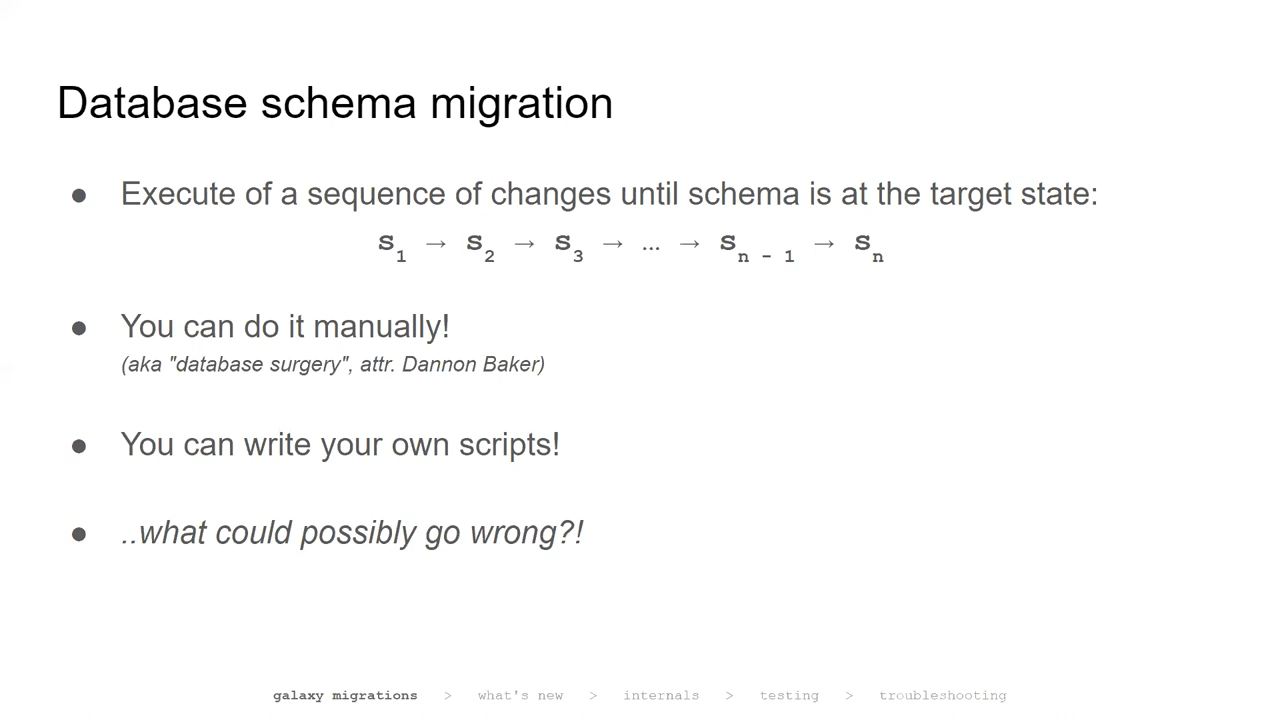 Database schema migration
● Execute of a sequence of changes until schema is at the target state:
S1 → S2 → S3 → … → Sn - 1 → Sn
● You can do it manually!
(aka "database surgery", attr. Dannon Baker)
● You can write your own scripts!
● ..what could possibly go wrong?!
galaxy migrations > what's new > internals > testing > troubleshooting